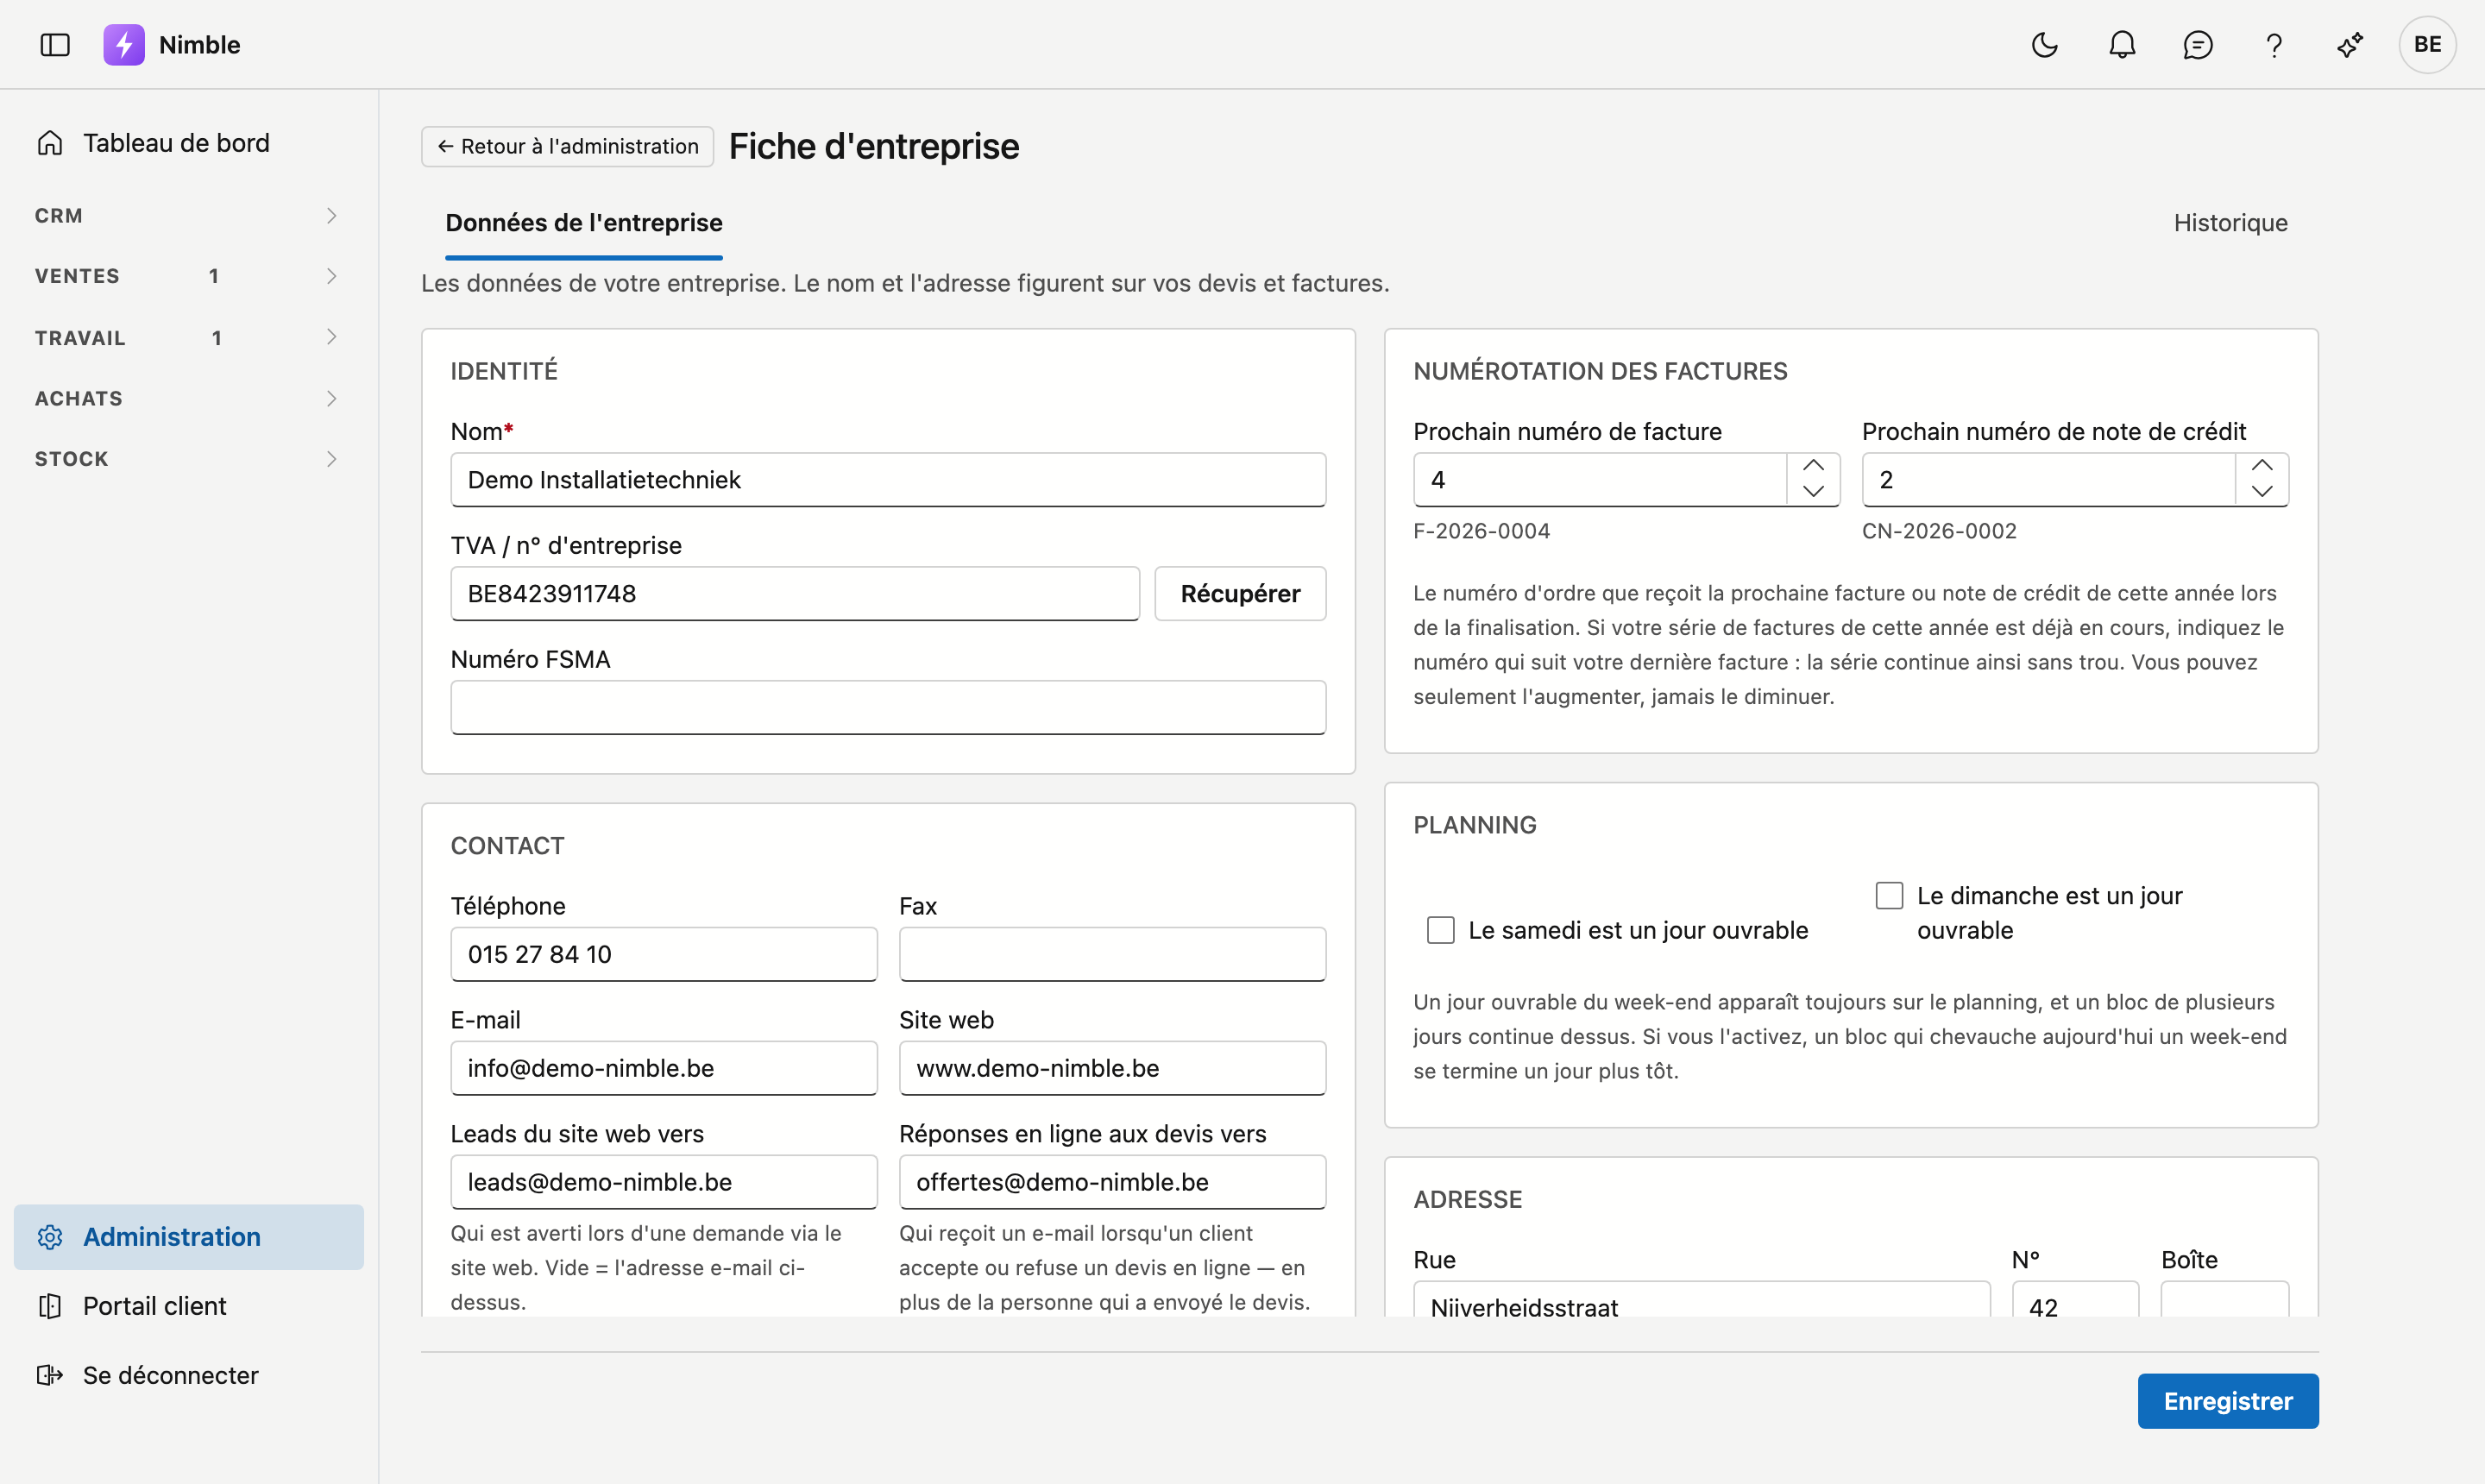 Nimble
BE
Tableau de bord
CRM
VENTES 1
TRAVAIL 1
ACHATS
STOCK
Administration
Portail client
Se déconnecter
← Retour à l'administration
Fiche d'entreprise
Données de l'entreprise
Historique
Les données de votre entreprise. Le nom et l'adresse figurent sur vos devis et factures.
IDENTITÉ
Nom*
Demo Installatietechniek
TVA / n° d'entreprise
BE8423911748
Récupérer
Numéro FSMA
CONTACT
Téléphone
Fax
015 27 84 10
E-mail
Site web
info@demo-nimble.be
www.demo-nimble.be
Leads du site web vers
Réponses en ligne aux devis vers
leads@demo-nimble.be
offertes@demo-nimble.be
Qui est averti lors d'une demande via le
site web. Vide = l'adresse e-mail ci-
dessus.
Qui reçoit un e-mail lorsqu'un client
accepte ou refuse un devis en ligne — en
plus de la personne qui a envoyé le devis.
NUMÉROTATION DES FACTURES
Prochain numéro de facture
Prochain numéro de note de crédit
4
2
F-2026-0004
CN-2026-0002
Le numéro d'ordre que reçoit la prochaine facture ou note de crédit de cette année lors
de la finalisation. Si votre série de factures de cette année est déjà en cours, indiquez le
numéro qui suit votre dernière facture : la série continue ainsi sans trou. Vous pouvez
seulement l'augmenter, jamais le diminuer.
PLANNING
Le samedi est un jour ouvrable
Le dimanche est un jour
ouvrable
Un jour ouvrable du week-end apparaît toujours sur le planning, et un bloc de plusieurs
jours continue dessus. Si vous l'activez, un bloc qui chevauche aujourd'hui un week-end
se termine un jour plus tôt.
ADRESSE
Rue
N°
Boîte
Nijverheidsstraat
42
Enregistrer